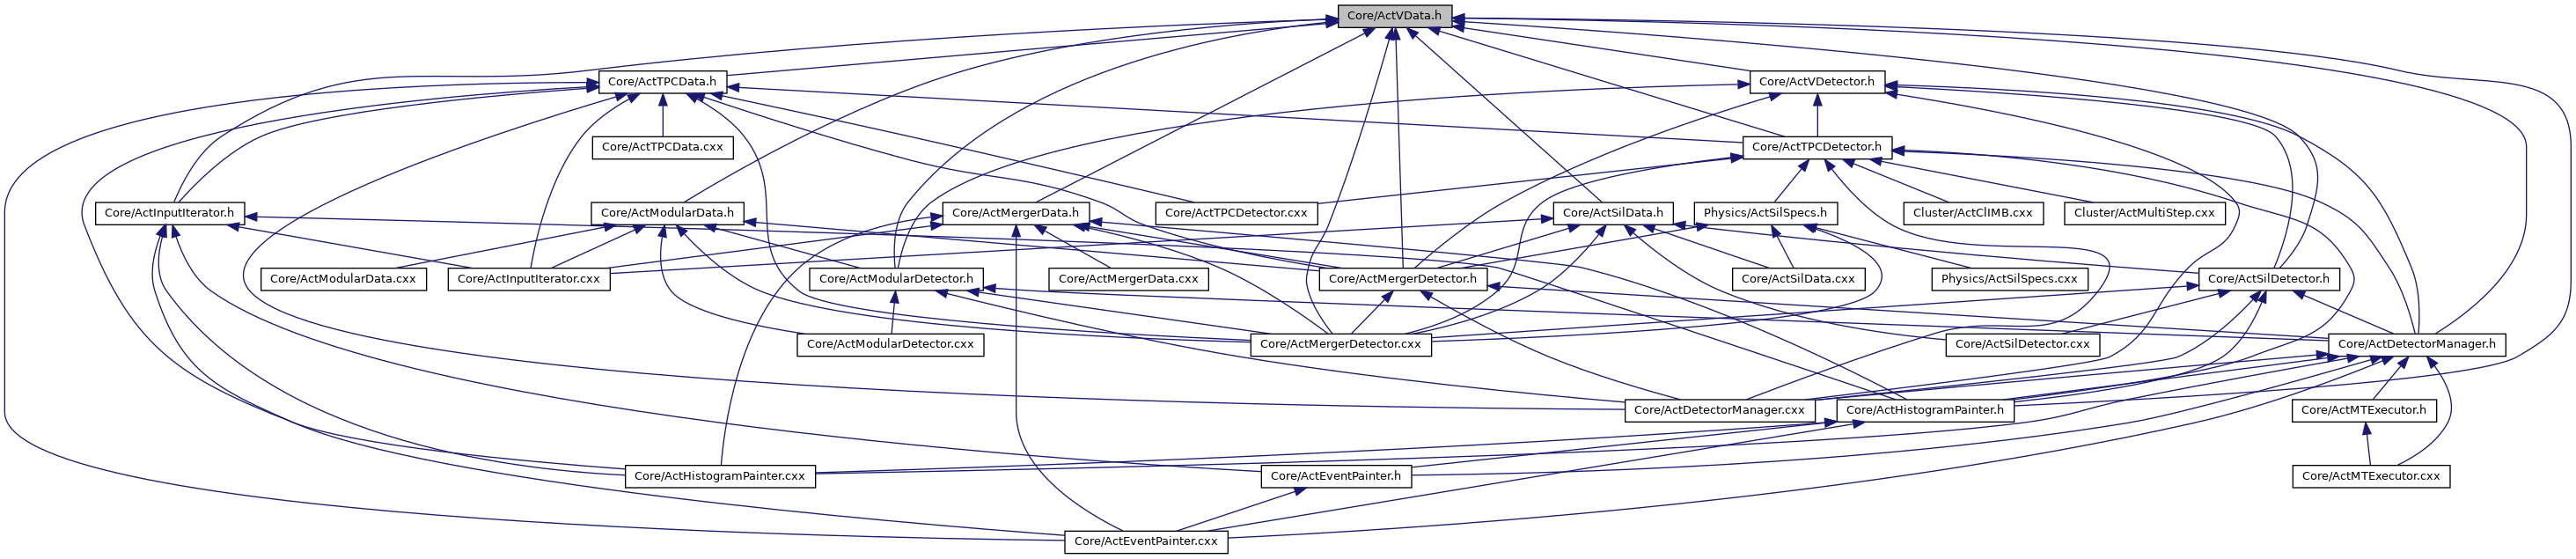 Core/ActVData.h
Core/ActTPCData.h
Core/ActVDetector.h
Core/ActTPCData.cxx
Core/ActTPCDetector.h
Core/ActInputIterator.h
Core/ActModularData.h
Core/ActMergerData.h
Core/ActTPCDetector.cxx
Core/ActSilData.h
Physics/ActSilSpecs.h
Cluster/ActClIMB.cxx
Cluster/ActMultiStep.cxx
Core/ActModularData.cxx
Core/ActInputIterator.cxx
Core/ActModularDetector.h
Core/ActMergerData.cxx
Core/ActMergerDetector.h
Core/ActSilData.cxx
Physics/ActSilSpecs.cxx
Core/ActSilDetector.h
Core/ActModularDetector.cxx
Core/ActMergerDetector.cxx
Core/ActSilDetector.cxx
Core/ActDetectorManager.h
Core/ActDetectorManager.cxx
Core/ActHistogramPainter.h
Core/ActMTExecutor.h
Core/ActHistogramPainter.cxx
Core/ActEventPainter.h
Core/ActMTExecutor.cxx
Core/ActEventPainter.cxx